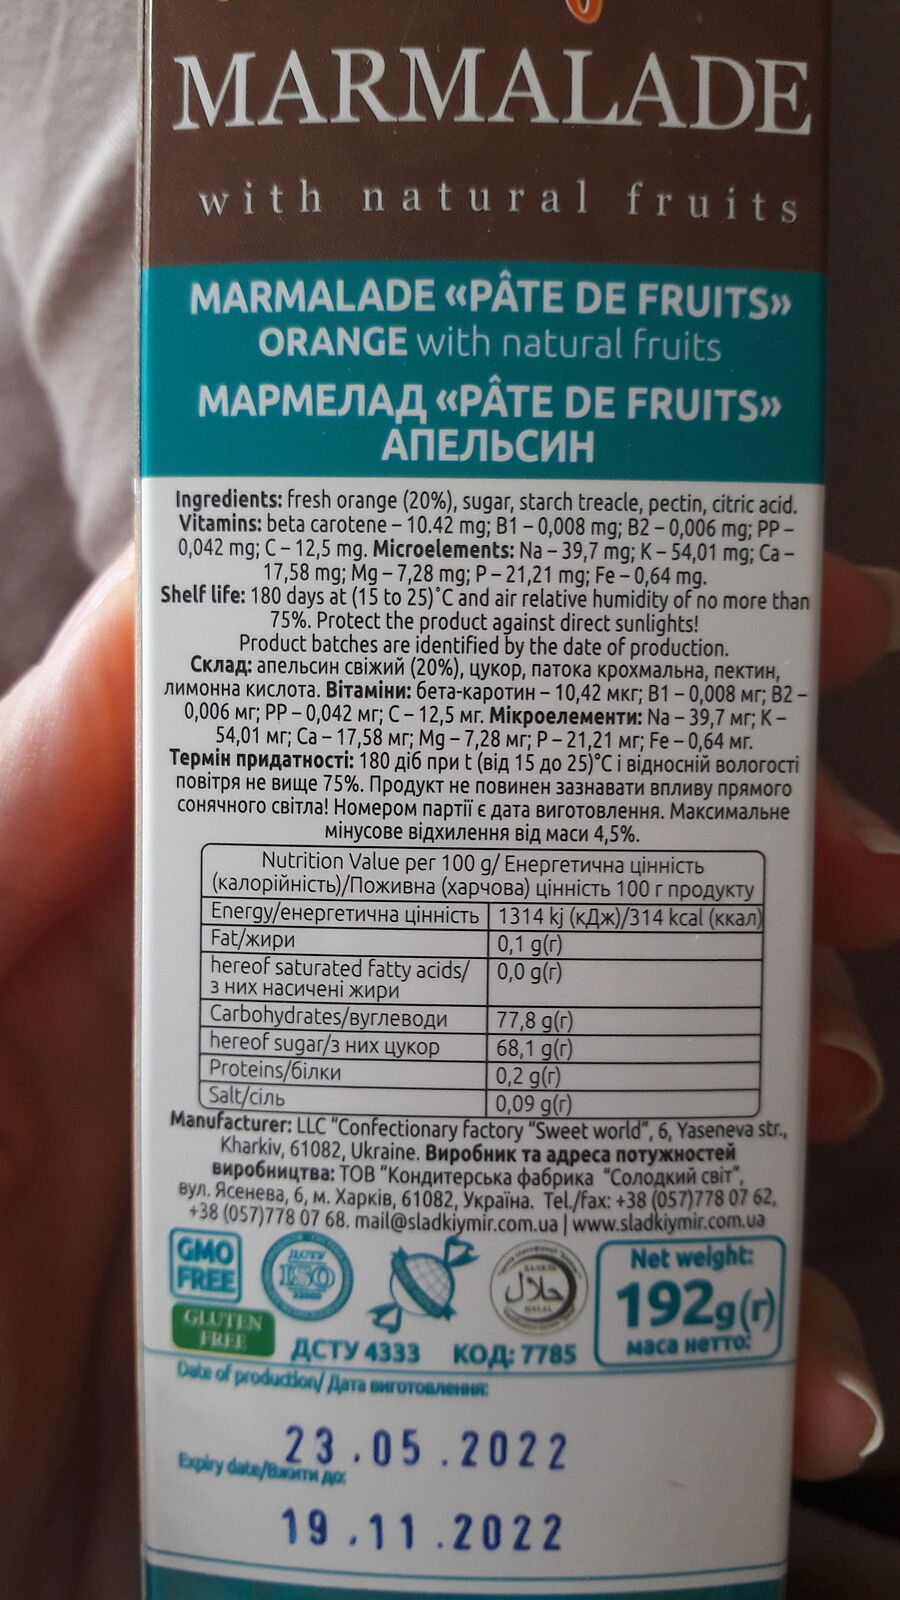 MARMALADE
with natural fruits
MARMALADE «PÂTE DE FRUITS»
ORANGE with natural fruits
МАРМЕЛАД «PÂTE DE FRUITS»
АПЕЛЬСИН
Ingredients: fresh orange (20%), sugar, starch treacle, pectin, citric acid.
Vitamins: beta carotene – 10.42 mg; B1 – 0,008 mg; B2 – 0,006 mg; PP –
0,042 mg; C – 12,5 mg. Microelements: Na – 39,7 mg; K – 54,01 mg; Ca –
17,58 mg; Mg – 7,28 mg; P – 21,21 mg; Fe – 0,64 mg.
Shelf life: 180 days at (15 to 25)˚C and air relative humidity of no more than
75%. Protect the product against direct sunlights!
Product batches are identified by the date of production.
Склад: апельсин свіжий (20%), цукор, патока крохмальна, пектин,
лимонна кислота. Вітаміни: бета-каротин – 10,42 мкг; В1 – 0,008 мг; В2 –
0,006 мг; РР – 0,042 мг; С – 12,5 мг. Мікроелементи: Na – 39,7 мг; К –
54,01 мг; Ca – 17,58 мг; Mg – 7,28 мг; P – 21,21 мг; Fe – 0,64 мг.
Термін придатності: 180 діб при t (від 15 до 25)°С і відносній вологості
повітря не вище 75%. Продукт не повинен зазнавати впливу прямого
сонячного світла! Номером партії є дата виготовлення. Максимальне
мінусове відхилення від маси 4,5%.
Nutrition Value per 100 g/ Енергетична цінність
(калорійність)/Поживна (харчова) цінність 100 г продукту
Energy/енергетична цінність 1314 kj (кДж)/314 kcal (ккал)
Fat/жири 0,1 g(г)
hereof saturated fatty acids/ 0,0 g(г)
з них насичені жири
Carbohydrates/вуглеводи 77,8 g(г)
hereof sugar/з них цукор 68,1 g(г)
Proteins/білки 0,2 g(г)
Salt/сіль 0,09 g(г)
Manufacturer: LLC "Confectionary factory "Sweet world", 6, Yaseneva str.,
Kharkiv, 61082, Ukraine. Виробник та адреса потужностей
виробництва: ТОВ "Кондитерська фабрика "Солодкий світ",
вул. Ясенева, 6, м. Харків, 61082, Україна. Tel./fax: +38 (057)778 07 62,
+38 (057)778 07 68. mail@sladkiymir.com.ua | www.sladkiymir.com.ua
GMO
FREE
GLUTEN
FREE
ДСТУ
ISO
22000
حلال
HALAL
ДСТУ 4333 КОД: 7785
Net weight:
192g(г)
маса нетто:
Date of production/ Дата виготовлення:
23.05.2022
Expiry date/Вжити до:
19.11.2022